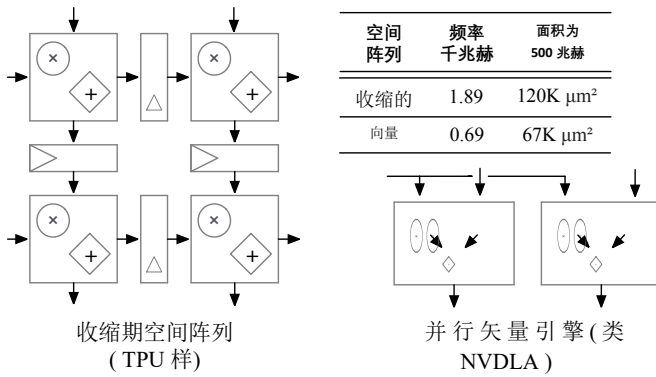 空间 频率 面积为
阵列 千兆赫 500 兆赫
收缩的 1.89 120K μm²
向量 0.69 67K μm²
× + × +
× + × +
收缩期空间阵列
( TPU 样)
并行矢量引擎(类
NVDLA )